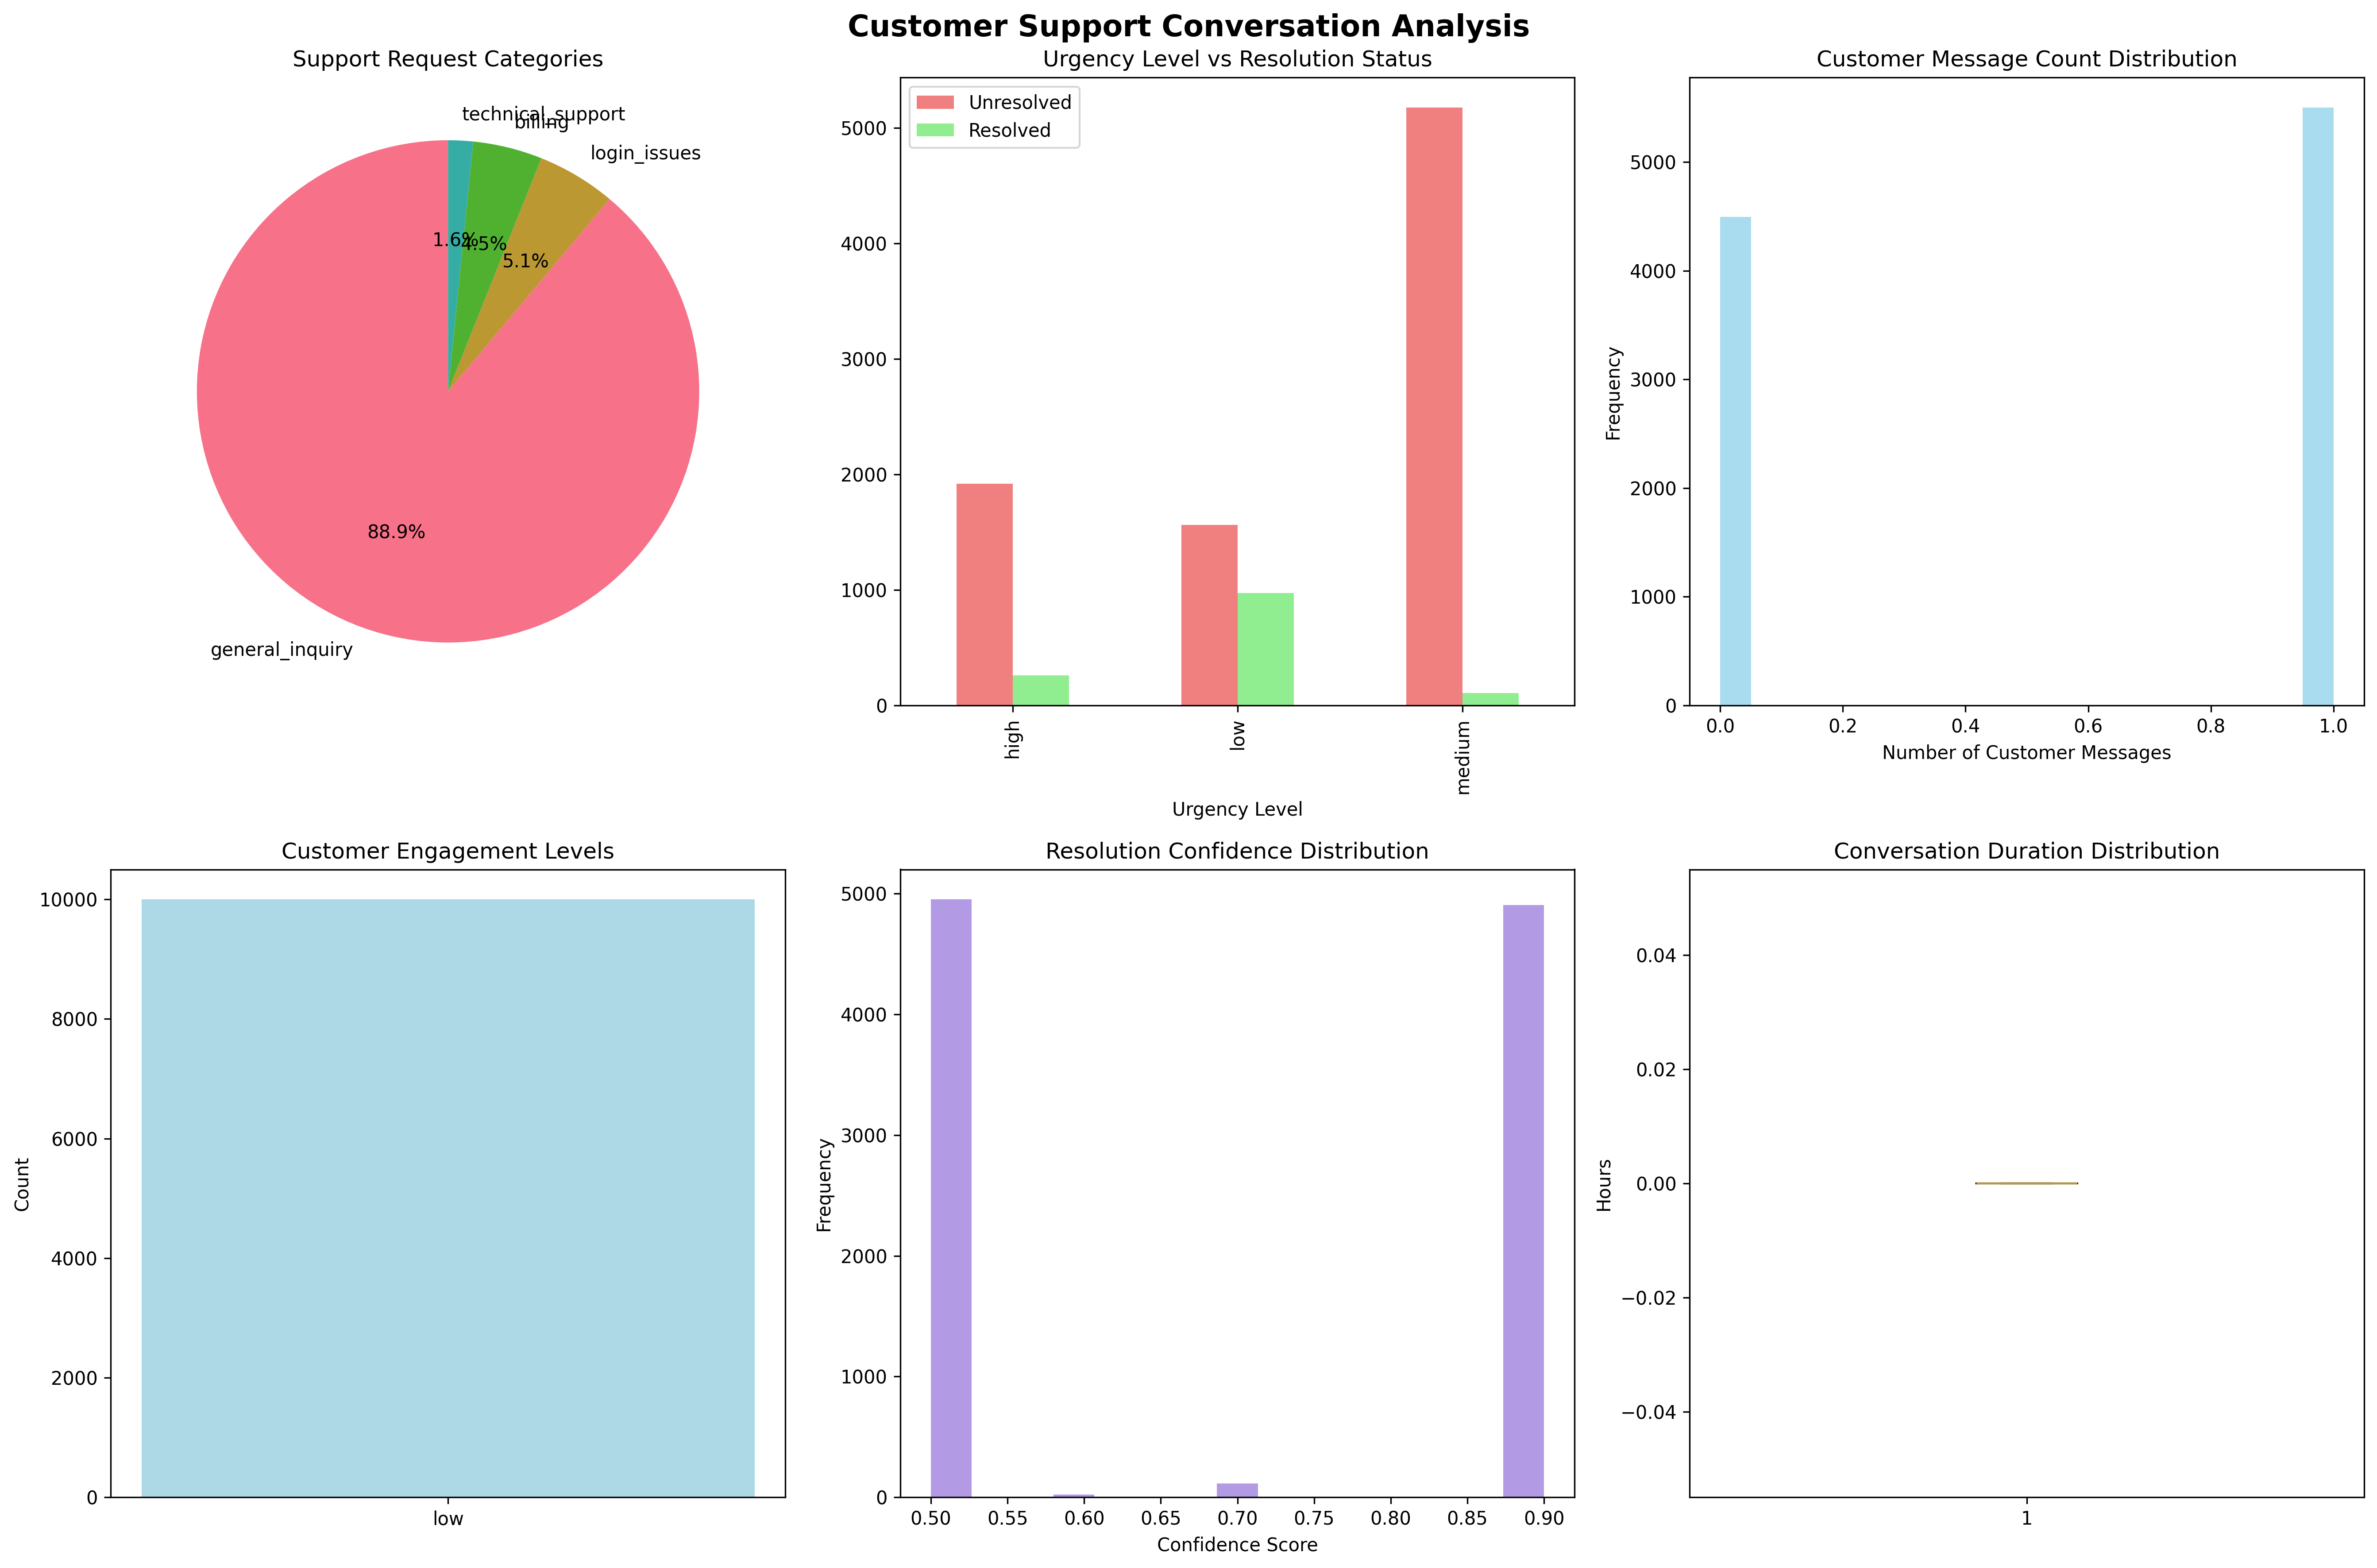 Customer Support Conversation Analysis
Support Request Categories
technical_support
billing
login_issues
1.6%
4.5%
5.1%
88.9%
general_inquiry
Urgency Level vs Resolution Status
Unresolved
Resolved
5000
4000
3000
2000
1000
0
high
low
medium
Urgency Level
Customer Message Count Distribution
Frequency
5000
4000
3000
2000
1000
0
0.0
0.2
0.4
0.6
0.8
1.0
Number of Customer Messages
Customer Engagement Levels
Count
10000
8000
6000
4000
2000
0
low
Resolution Confidence Distribution
Frequency
5000
4000
3000
2000
1000
0
0.50
0.55
0.60
0.65
0.70
0.75
0.80
0.85
0.90
Confidence Score
Conversation Duration Distribution
Hours
0.04
0.02
0.00
−0.02
−0.04
1